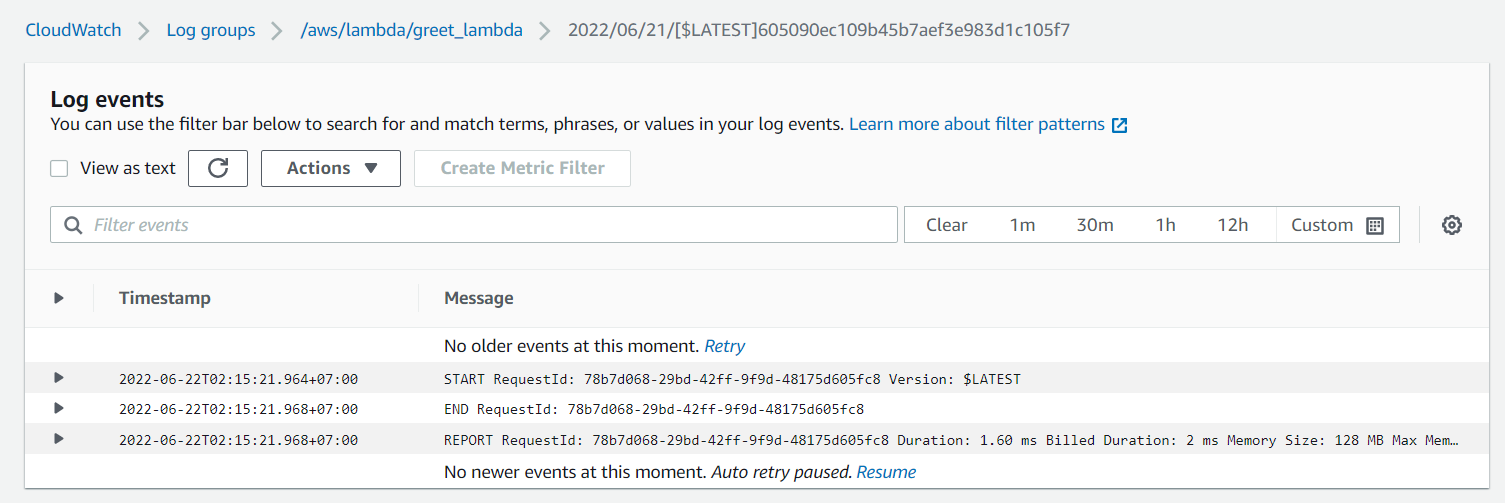 CloudWatch Log groups /aws/lambda/greet_lambda 2022/06/21/[$LATEST]605090ec109b45b7aef3e983d1c105f7
Log events
You can use the filter bar below to search for and match terms, phrases, or values in your log events. Learn more about filter patterns
View as text Actions Create Metric Filter
Filter events Clear 1m 30m 1h 12h Custom
Timestamp Message
No older events at this moment. Retry
2022-06-22T02:15:21.964+07:00 START RequestId: 78b7d068-29bd-42ff-9f9d-48175d605fc8 Version: $LATEST
2022-06-22T02:15:21.968+07:00 END RequestId: 78b7d068-29bd-42ff-9f9d-48175d605fc8
2022-06-22T02:15:21.968+07:00 REPORT RequestId: 78b7d068-29bd-42ff-9f9d-48175d605fc8 Duration: 1.60 ms Billed Duration: 2 ms Memory Size: 128 MB Max Mem…
No newer events at this moment. Auto retry paused. Resume